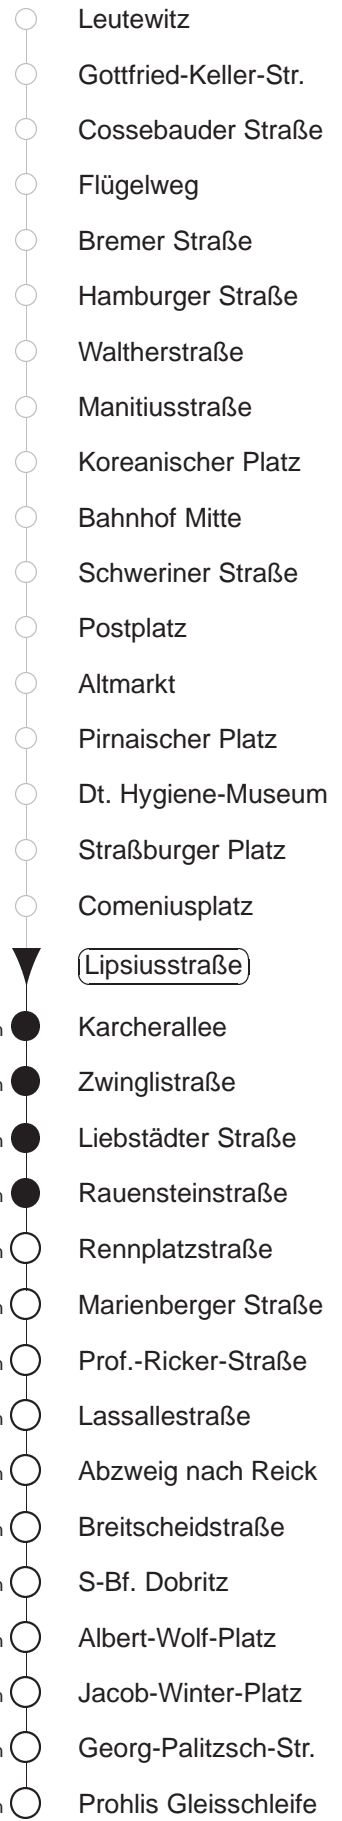 Leutewitz
Gottfried-Keller-Str.
Cossebauder Straße
Flügelweg
Bremer Straße
Hamburger Straße
Waltherstraße
Manitiusstraße
Koreanischer Platz
Bahnhof Mitte
Schweriner Straße
Postplatz
Altmarkt
Pirnaischer Platz
Dt. Hygiene-Museum
Straßburger Platz
Comeniusplatz
Lipsiusstraße
Karcherallee
Zwinglistraße
Liebstädter Straße
Rauensteinstraße
Rennplatzstraße
Marienberger Straße
Prof.-Ricker-Straße
Lassallestraße
Abzweig nach Reick
Breitscheidstraße
S-Bf. Dobritz
Albert-Wolf-Platz
Jacob-Winter-Platz
Georg-Palitzsch-Str.
Prohlis Gleisschleife